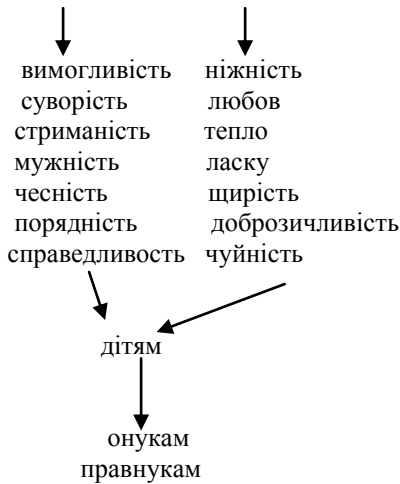 вимогливість ніжність
суворість любов
стриманість тепло
мужність ласку
чесність щирість
порядність доброзичливість
справедливость чуйність
дітям
онукам
правнукам